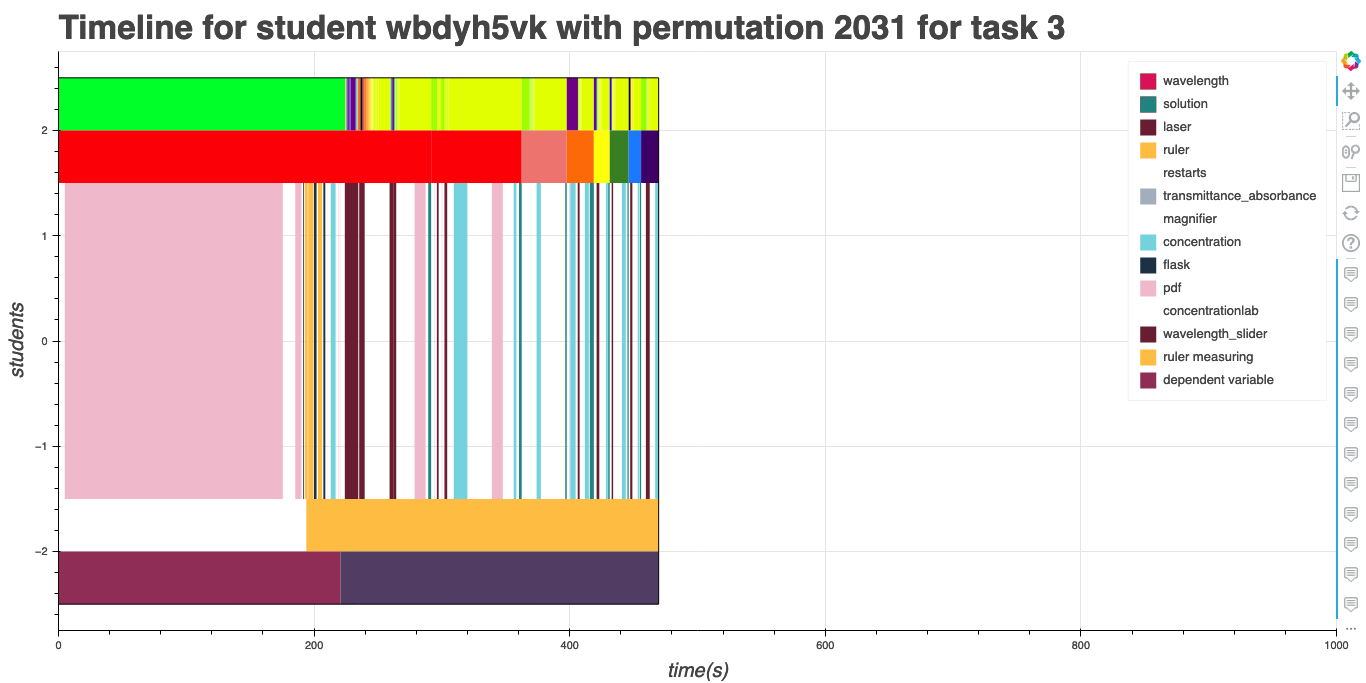 Timeline for student wbdyh5vk with permutation 2031 for task 3
wavelength
solution
laser
ruler
restarts
transmittance_absorbance
magnifier
concentration
flask
pdf
concentrationlab
wavelength_slider
ruler measuring
dependent variable
students
2
1
0
−1
−2
0
200
400
600
800
1000
time(s)